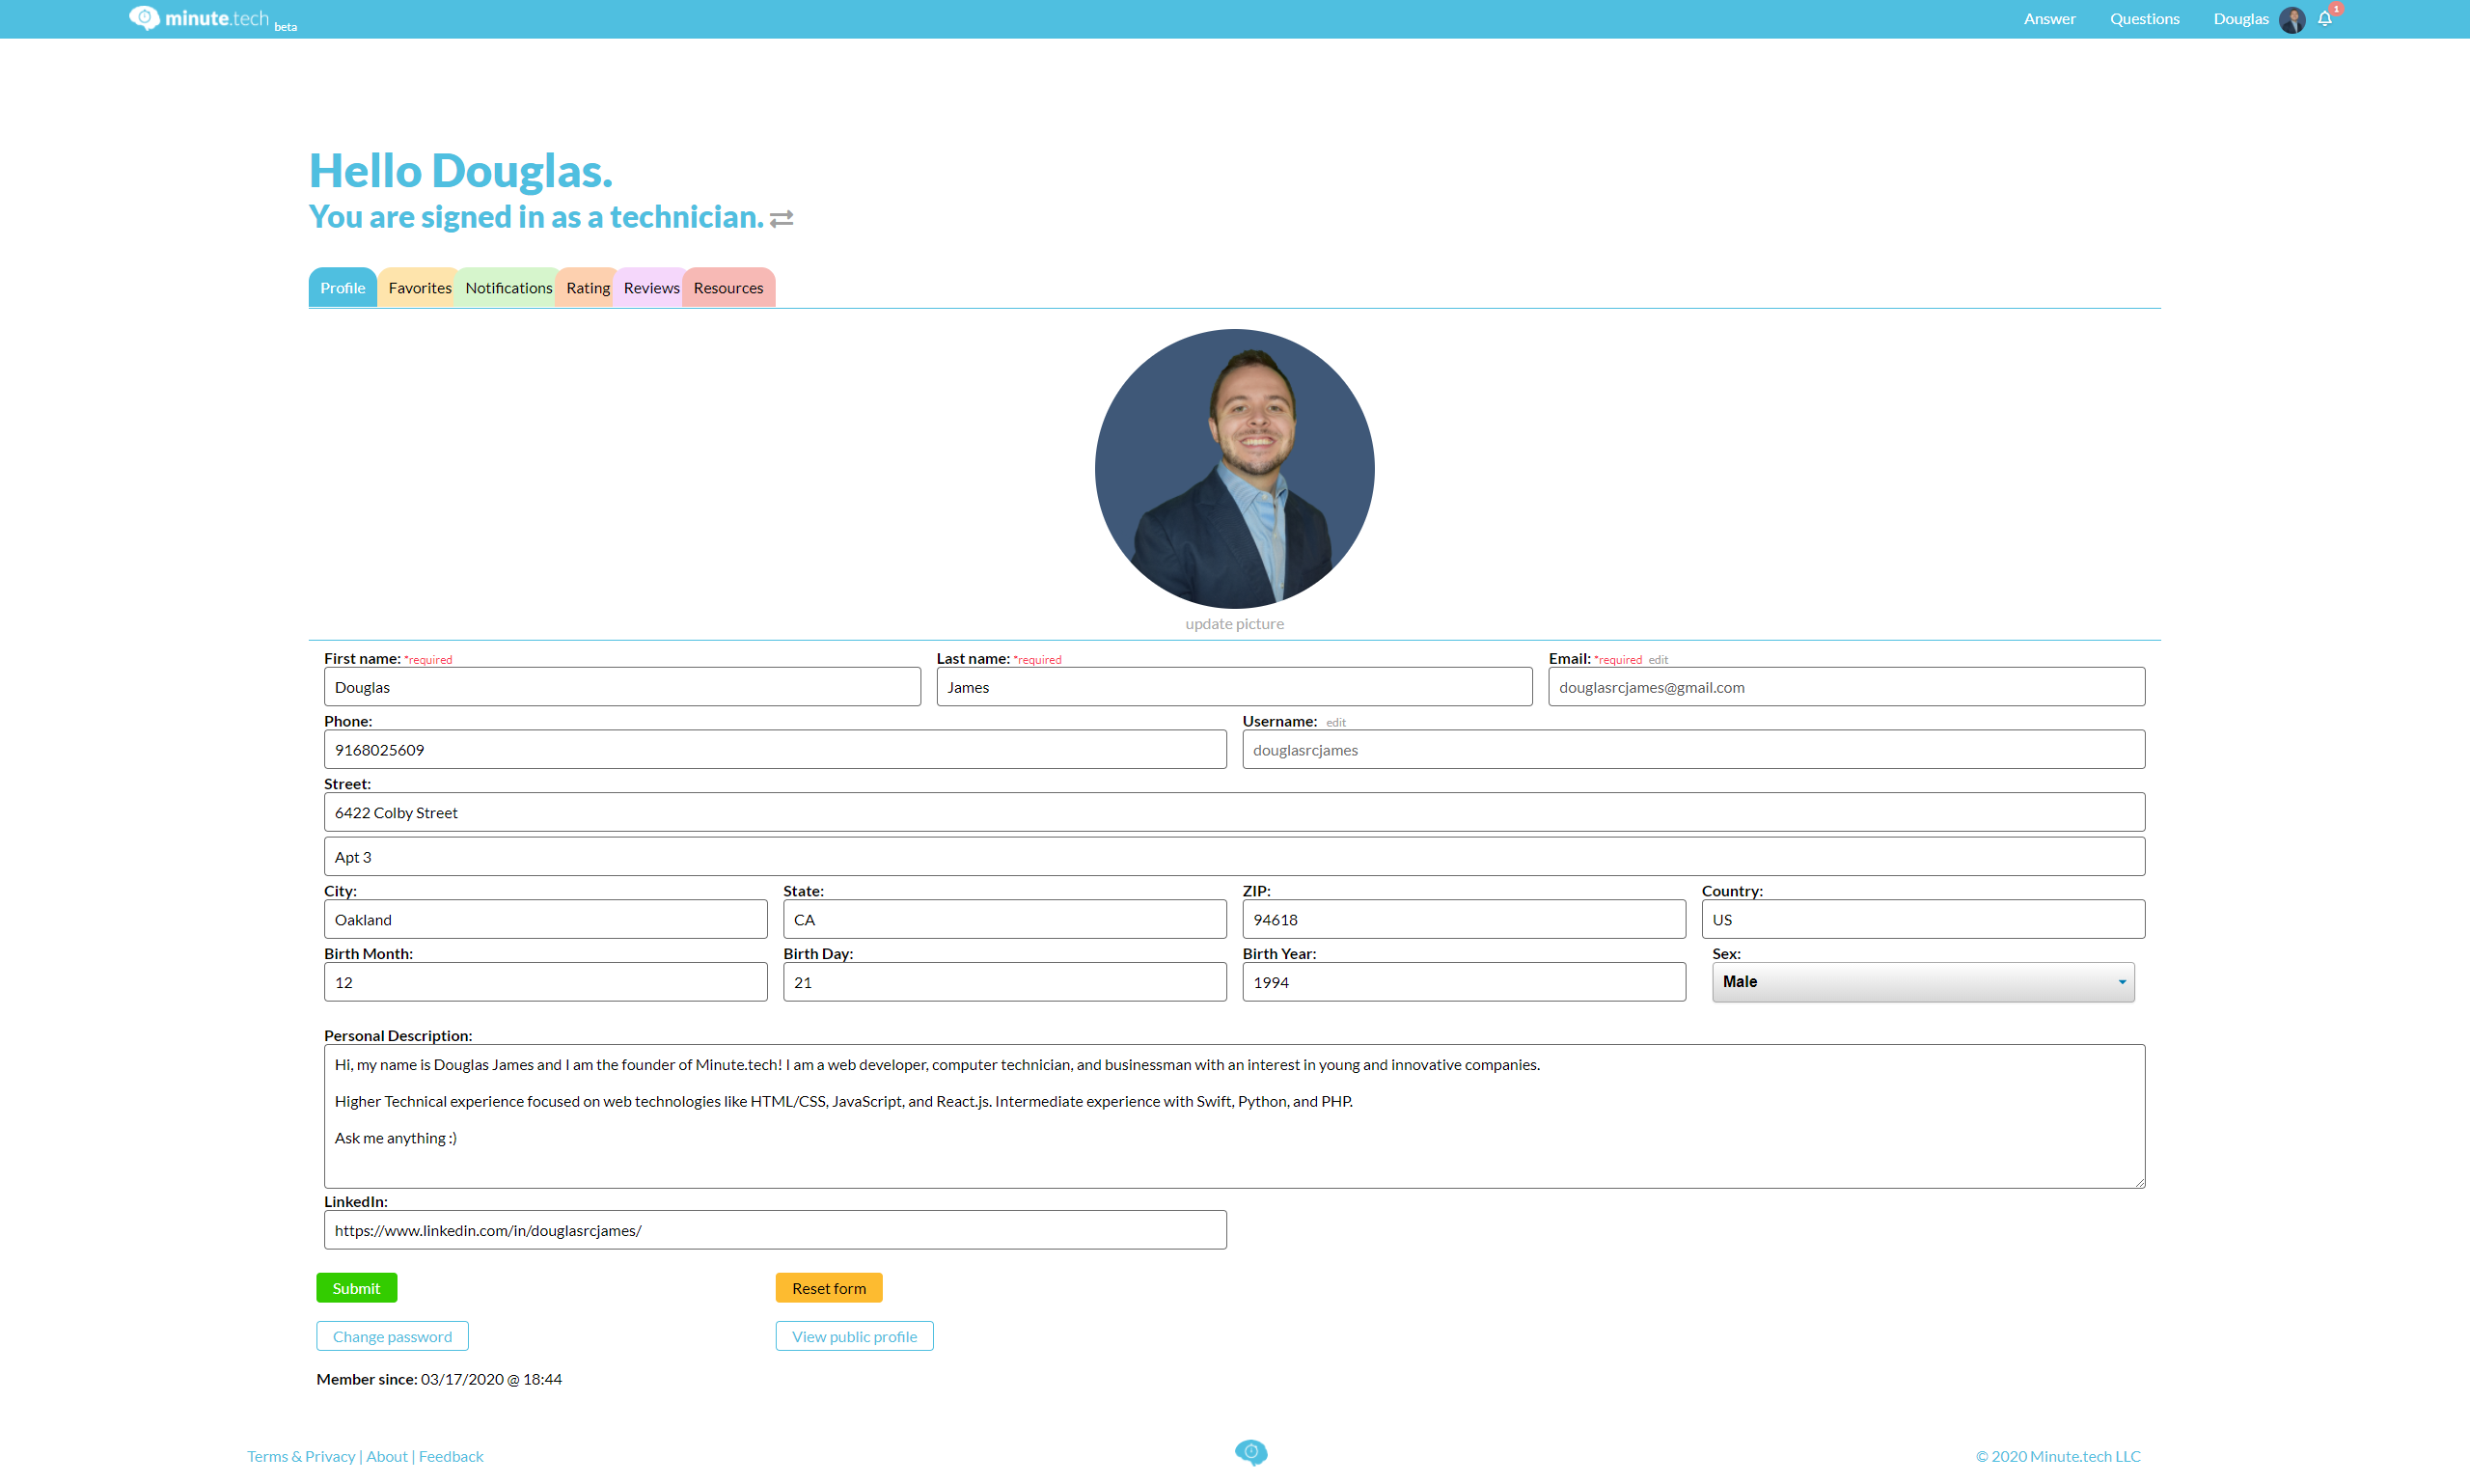 minute.tech beta Answer Questions Douglas 1
Hello Douglas.
You are signed in as a technician.
Profile Favorites Notifications Rating Reviews Resources
update picture
First name: *required Last name: *required Email: *required edit
Douglas James douglasrcjames@gmail.com
Phone: Username: edit
9168025609 douglasrcjames
Street:
6422 Colby Street
Apt 3
City: State: ZIP: Country:
Oakland CA 94618 US
Birth Month: Birth Day: Birth Year: Sex:
12 21 1994 Male
Personal Description:
Hi, my name is Douglas James and I am the founder of Minute.tech! I am a web developer, computer technician, and businessman with an interest in young and innovative companies.
Higher Technical experience focused on web technologies like HTML/CSS, JavaScript, and React.js. Intermediate experience with Swift, Python, and PHP.
Ask me anything :)
LinkedIn:
https://www.linkedin.com/in/douglasrcjames/
Submit Reset form
Change password View public profile
Member since: 03/17/2020 @ 18:44
Terms & Privacy | About | Feedback © 2020 Minute.tech LLC